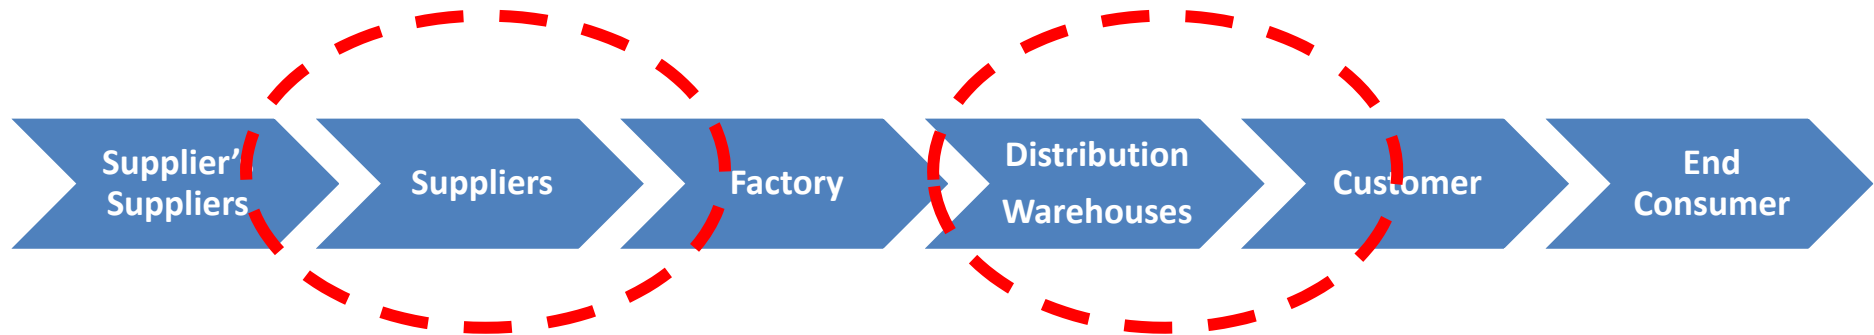 Supplier'
Suppliers
Suppliers
Factory
Distribution
Warehouses
Customer
End
Consumer